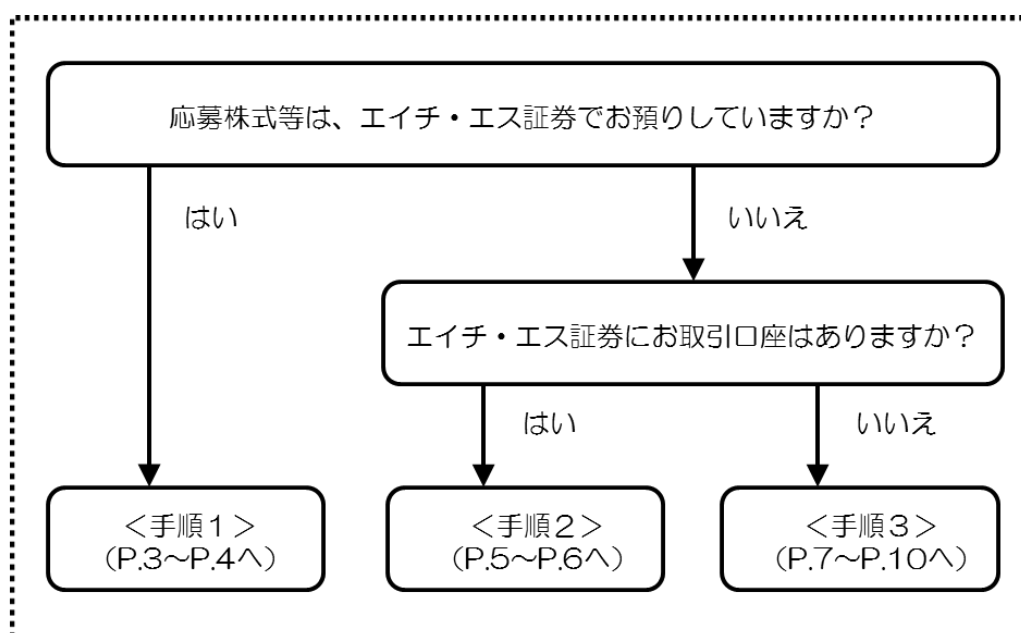 応募株式等は、エイチ・エス証券でお預りしていますか？
はい
いいえ
エイチ・エス証券にお取引口座はありますか？
はい
いいえ
＜手順１＞
（P.3～P.4へ）
＜手順２＞
（P.5～P.6へ）
＜手順３＞
（P.7～P.10へ）